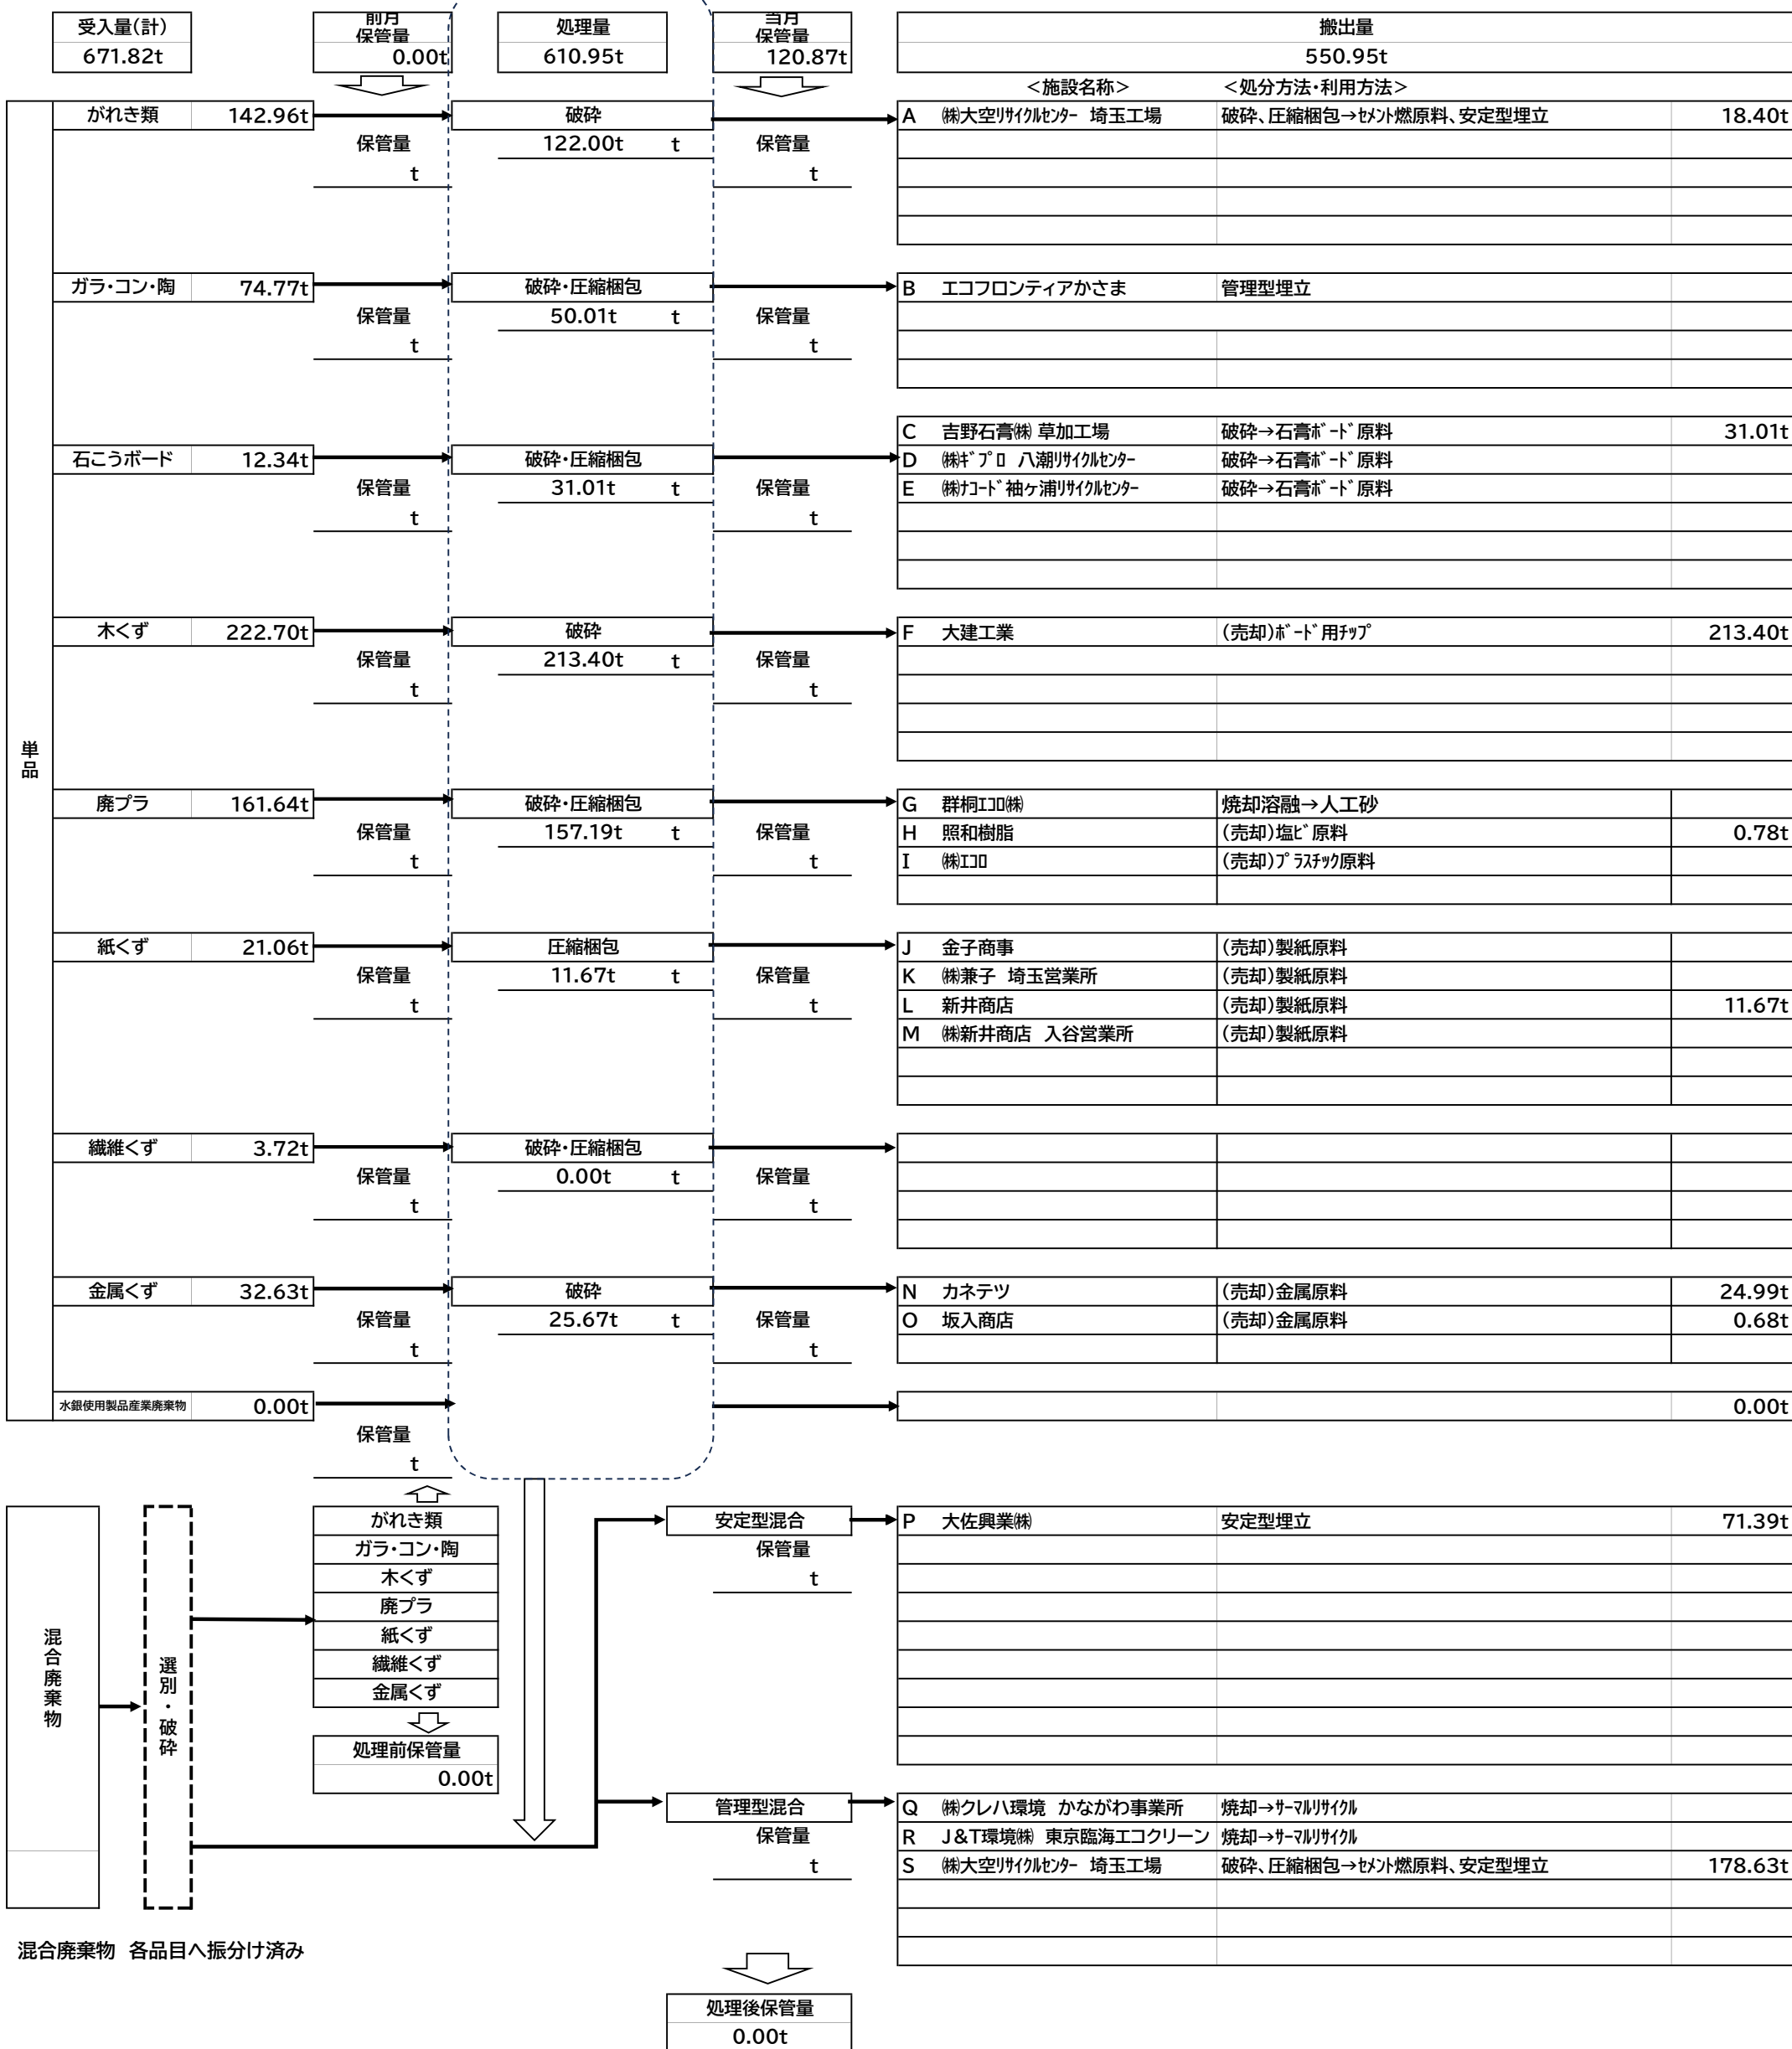 受入量(計) 前月保管量 処理量 当月保管量 搬出量
671.82t 0.00t 610.95t 120.87t 550.95t
<施設名称> <処分方法・利用方法>
単品
がれき類 142.96t 破砕 A ㈱大空ﾘｻｲｸﾙｾﾝﾀｰ 埼玉工場 破砕、圧縮梱包→ｾﾒﾝﾄ燃原料、安定型埋立 18.40t
保管量 122.00t t 保管量
t t
ガラ・コン・陶 74.77t 破砕・圧縮梱包 B エコフロンティアかさま 管理型埋立
保管量 50.01t t 保管量
t t
C 吉野石膏㈱ 草加工場 破砕→石膏ﾎﾞｰﾄﾞ原料 31.01t
石こうボード 12.34t 破砕・圧縮梱包 D ㈱ｷﾞﾌﾟﾛ 八潮ﾘｻｲｸﾙｾﾝﾀｰ 破砕→石膏ﾎﾞｰﾄﾞ原料
保管量 31.01t t 保管量 E ㈱ﾅｺｰﾄﾞ袖ヶ浦ﾘｻｲｸﾙｾﾝﾀｰ 破砕→石膏ﾎﾞｰﾄﾞ原料
t t
木くず 222.70t 破砕 F 大建工業 (売却)ﾎﾞｰﾄﾞ用ﾁｯﾌﾟ 213.40t
保管量 213.40t t 保管量
t t
廃プラ 161.64t 破砕・圧縮梱包 G 群桐ｴｺﾛ㈱ 焼却溶融→人工砂
保管量 157.19t t 保管量 H 照和樹脂 (売却)塩ﾋﾞ原料 0.78t
t t I ㈱ｴｺﾛ (売却)ﾌﾟﾗｽﾁｯｸ原料
紙くず 21.06t 圧縮梱包 J 金子商事 (売却)製紙原料
保管量 11.67t t 保管量 K ㈱兼子 埼玉営業所 (売却)製紙原料
t t L 新井商店 (売却)製紙原料 11.67t
M ㈱新井商店 入谷営業所 (売却)製紙原料
繊維くず 3.72t 破砕・圧縮梱包
保管量 0.00t t 保管量
t t
金属くず 32.63t 破砕 N カネテツ (売却)金属原料 24.99t
保管量 25.67t t 保管量 O 坂入商店 (売却)金属原料 0.68t
t t
水銀使用製品産業廃棄物 0.00t 0.00t
保管量
t
混合廃棄物
選別・破砕
がれき類 安定型混合 P 大佐興業㈱ 安定型埋立 71.39t
ガラ・コン・陶 保管量
木くず t
廃プラ
紙くず
繊維くず
金属くず
処理前保管量
0.00t
管理型混合 Q ㈱クレハ環境 かながわ事業所 焼却→ｻｰﾏﾙﾘｻｲｸﾙ
保管量 R J&T環境㈱ 東京臨海エコクリーン 焼却→ｻｰﾏﾙﾘｻｲｸﾙ
t S ㈱大空ﾘｻｲｸﾙｾﾝﾀｰ 埼玉工場 破砕、圧縮梱包→ｾﾒﾝﾄ燃原料、安定型埋立 178.63t
混合廃棄物 各品目へ振分け済み
処理後保管量
0.00t